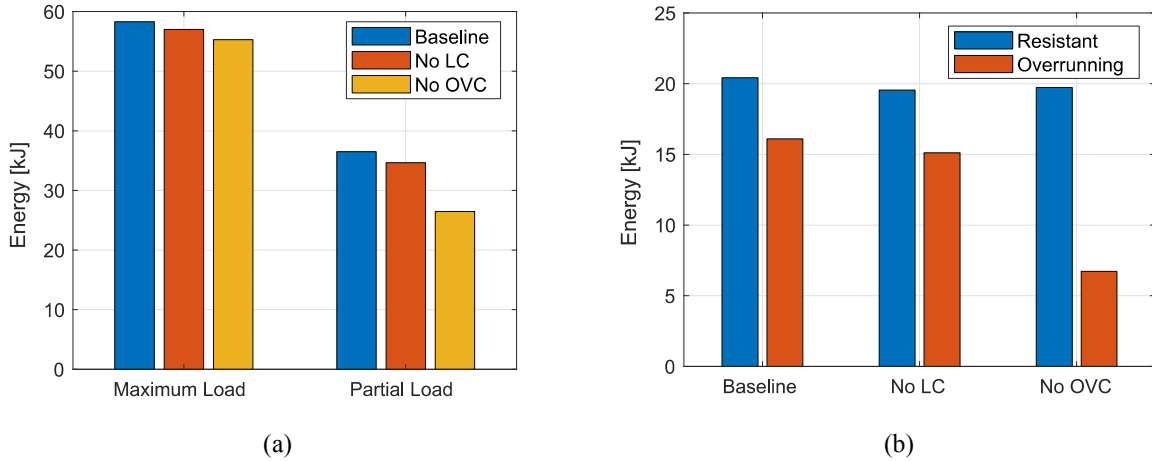 60
50
40
30
20
10
0
Energy [kJ]
Baseline
No LC
No OVC
Maximum Load
Partial Load
(a)
25
20
15
10
5
0
Energy [kJ]
Resistant
Overrunning
Baseline
No LC
No OVC
(b)